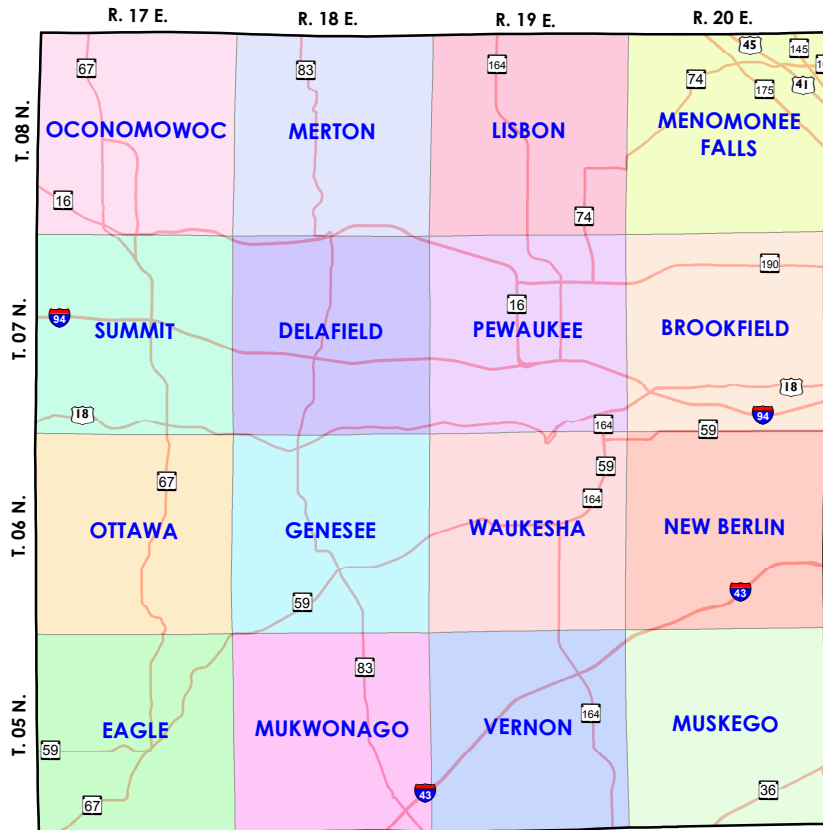 R. 17 E. R. 18 E. R. 19 E. R. 20 E.
T. 08 N.
67 83 164 45 145
74 175 41
OCONOMOWOC MERTON LISBON MENOMONEE
FALLS
16 74
T. 07 N.
190
94 16
SUMMIT DELAFIELD PEWAUKEE BROOKFIELD
18 18
94
164 59
T. 06 N.
67 59
164
OTTAWA GENESEE WAUKESHA NEW BERLIN
59 43
T. 05 N.
83
164
EAGLE MUKWONAGO VERNON MUSKEGO
59
67 43 36